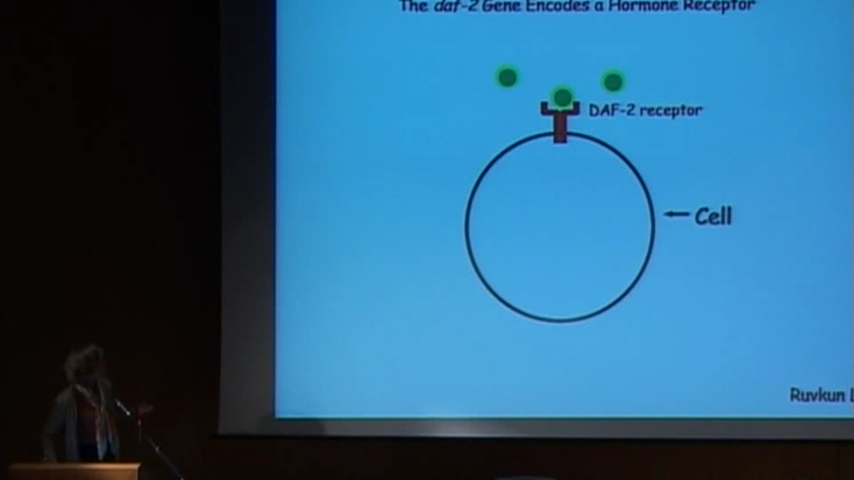 The daf-2 Gene Encodes a Hormone Receptor
DAF-2 receptor
Cell
Ruvkun L